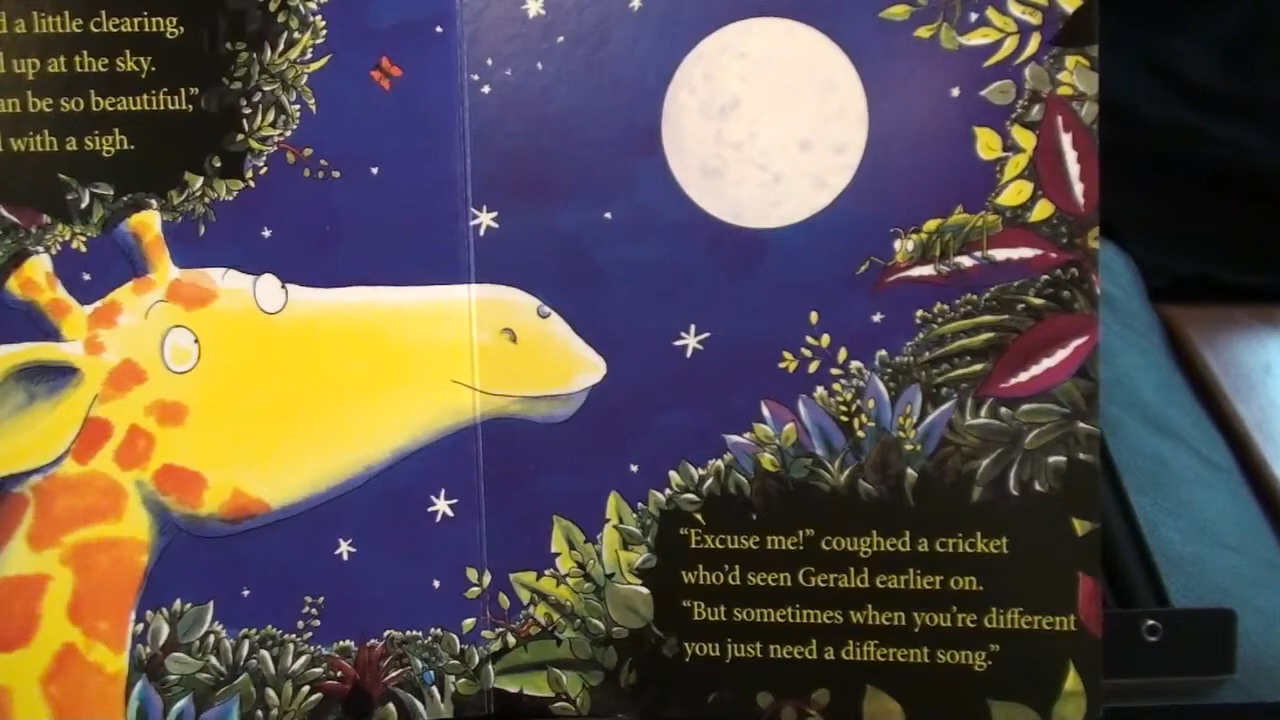 a little clearing,
up at the sky.
be so beautiful,”
with a sigh.
“Excuse me!” coughed a cricket
who’d seen Gerald earlier on.
“But sometimes when you’re different
you just need a different song.”